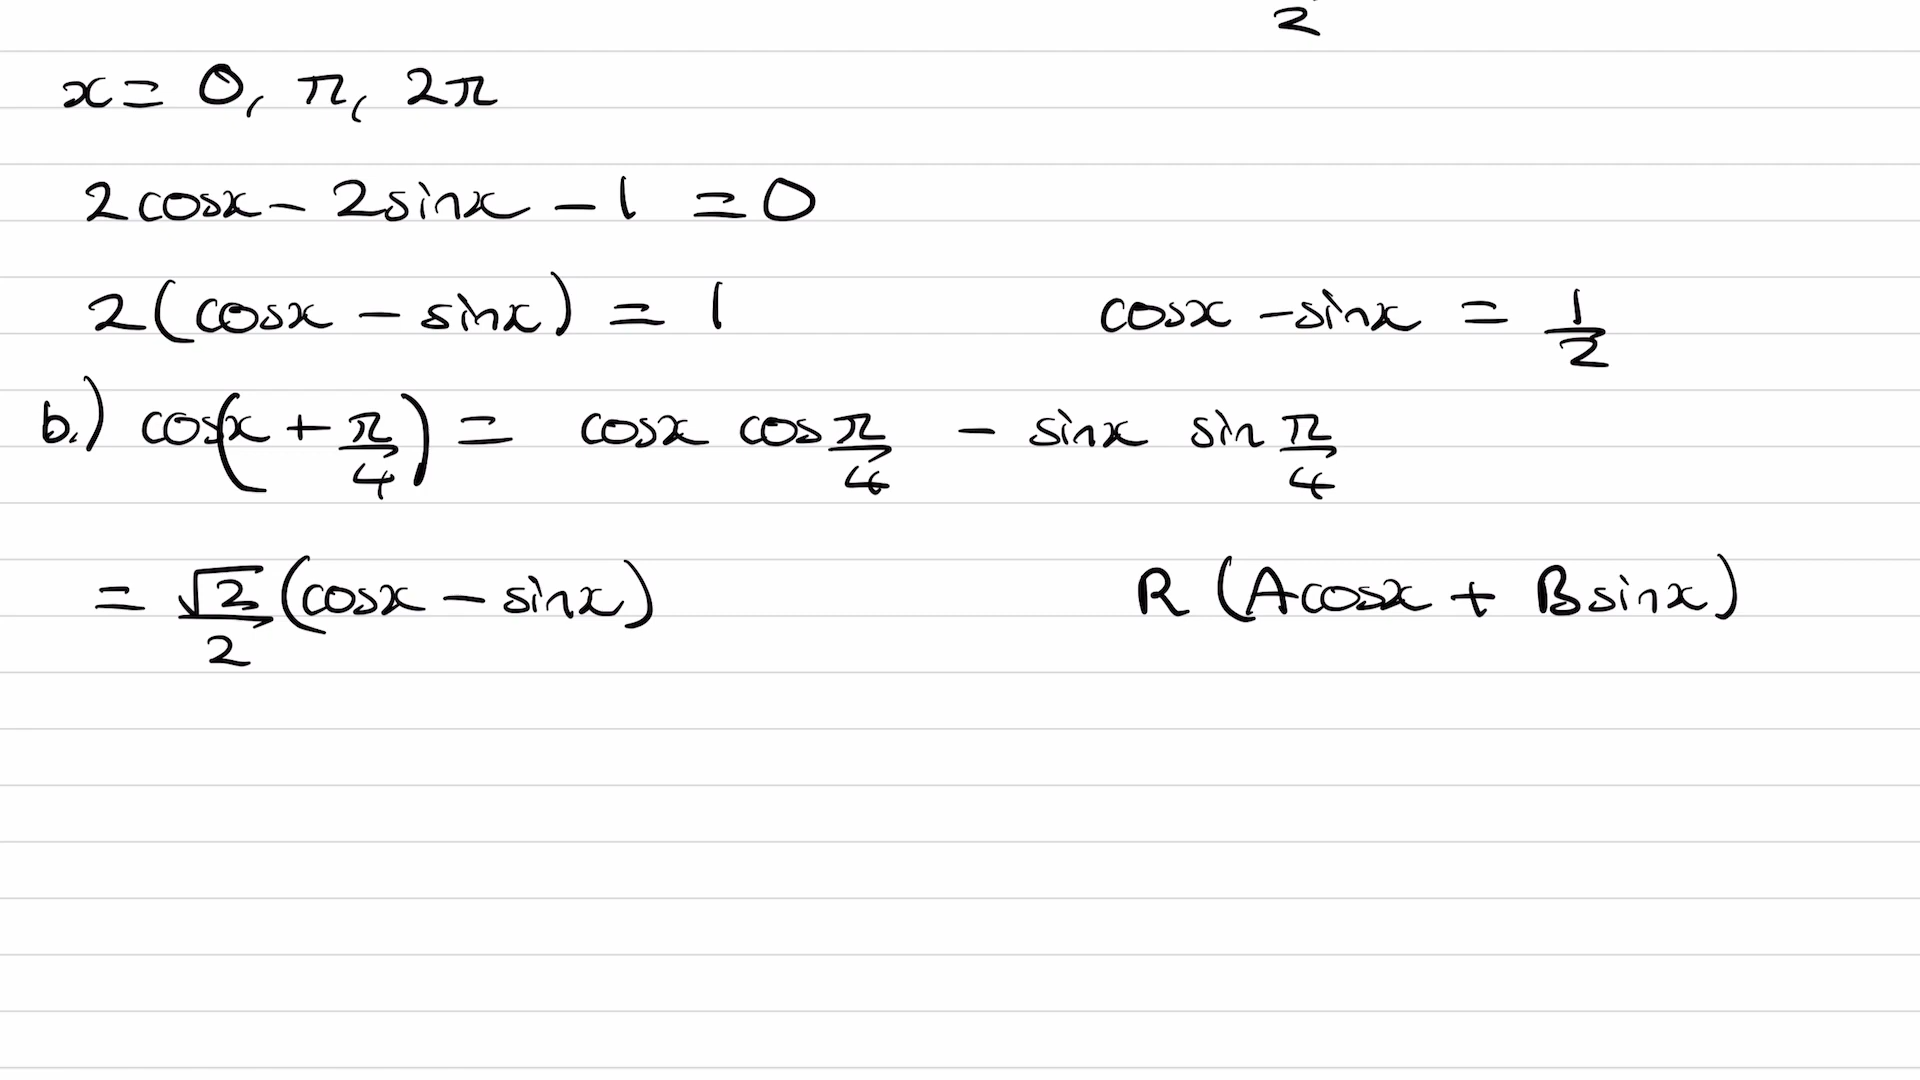 2
x = 0, π, 2π
2cosx - 2sinx - 1 = 0
2(cosx - sinx) = 1 cosx - sinx = 1/2
b.) cos(x + π/4) = cosx cos π/4 - sinx sin π/4
= √2/2 (cosx - sinx) R (Acosx + Bsinx)